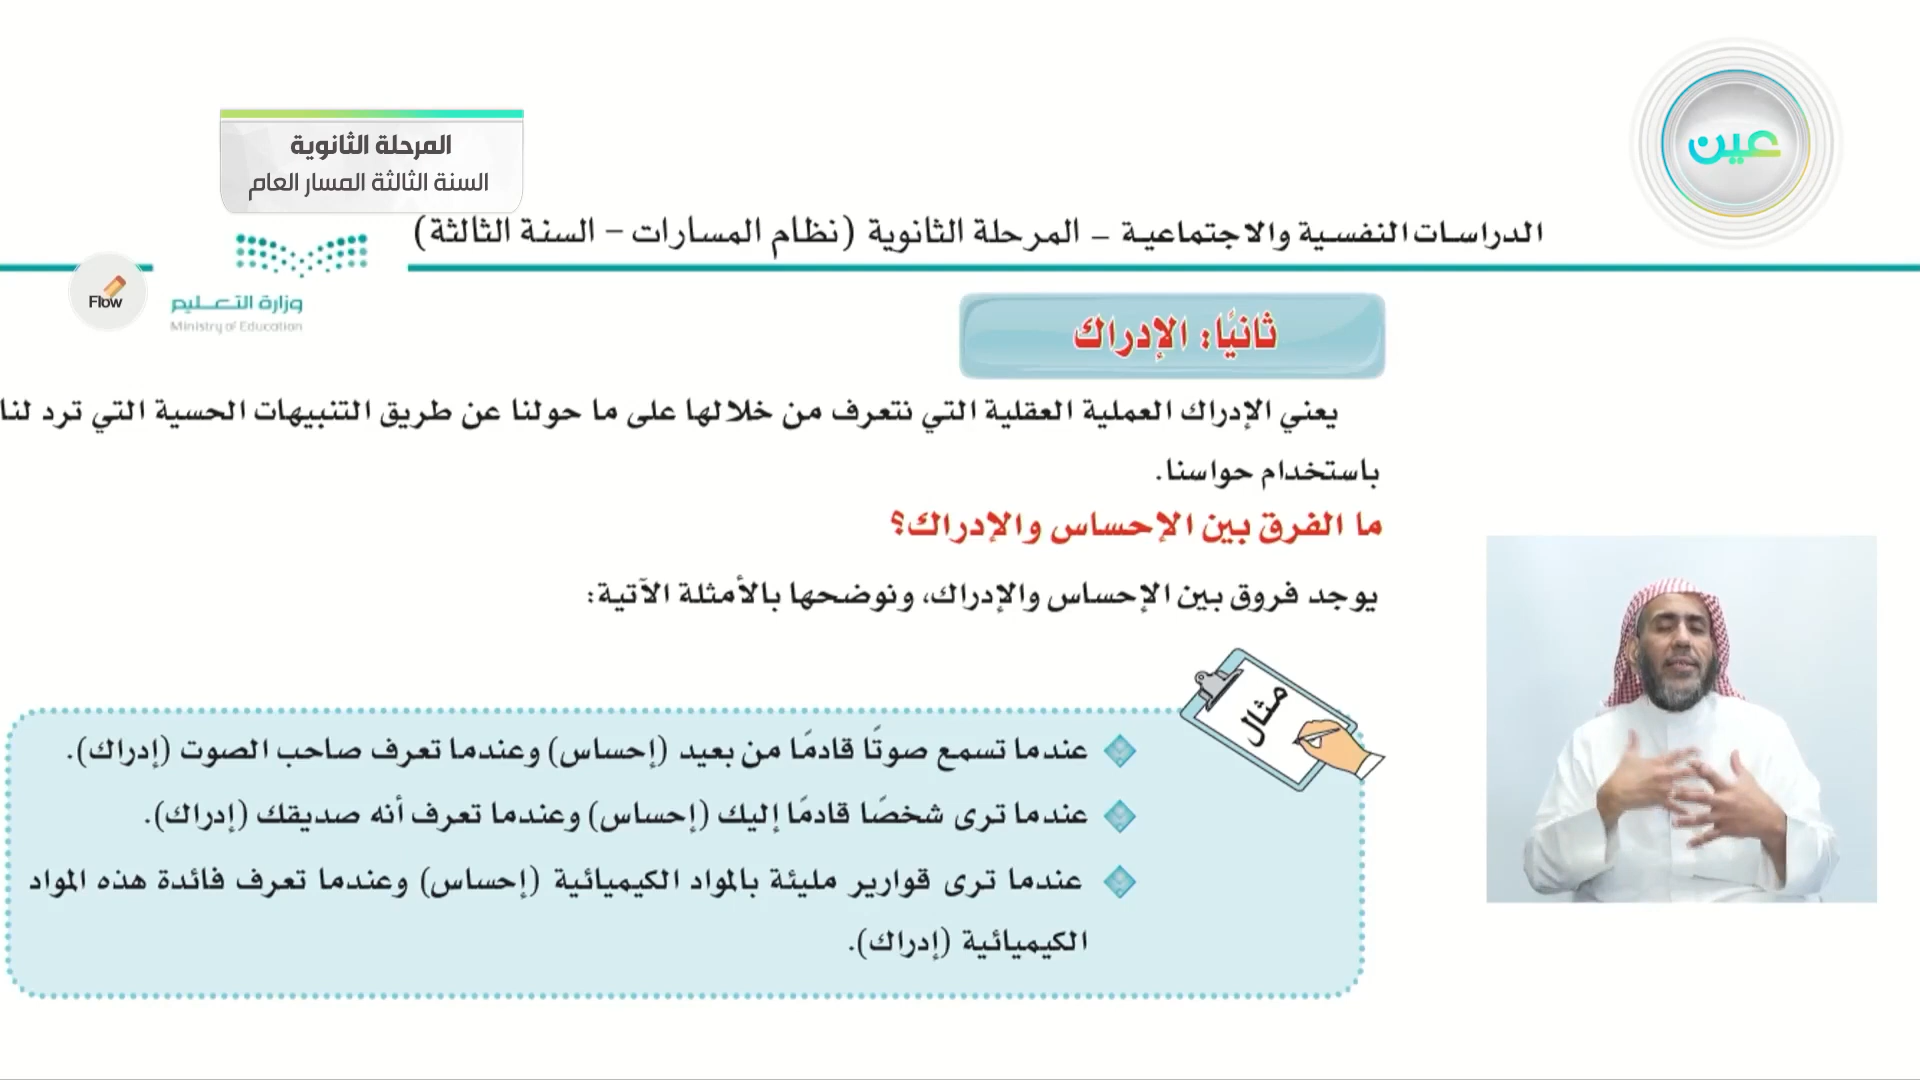 عين
المرحلة الثانوية
السنة الثالثة المسار العام
الدراسات النفسية والاجتماعية – المرحلة الثانوية (نظام المسارات – السنة الثالثة)
Flow
وزارة التعليم
Ministry of Education
ثانيًا: الإدراك
يعني الإدراك العملية العقلية التي نتعرف من خلالها على ما حولنا عن طريق التنبيهات الحسية التي ترد لنا
باستخدام حواسنا.
ما الفرق بين الإحساس والإدراك؟
يوجد فروق بين الإحساس والإدراك، ونوضحها بالأمثلة الآتية:
مثال
عندما تسمع صوتًا قادمًا من بعيد (إحساس) وعندما تعرف صاحب الصوت (إدراك).
عندما ترى شخصًا قادمًا إليك (إحساس) وعندما تعرف أنه صديقك (إدراك).
عندما ترى قوارير مليئة بالمواد الكيميائية (إحساس) وعندما تعرف فائدة هذه المواد
الكيميائية (إدراك).